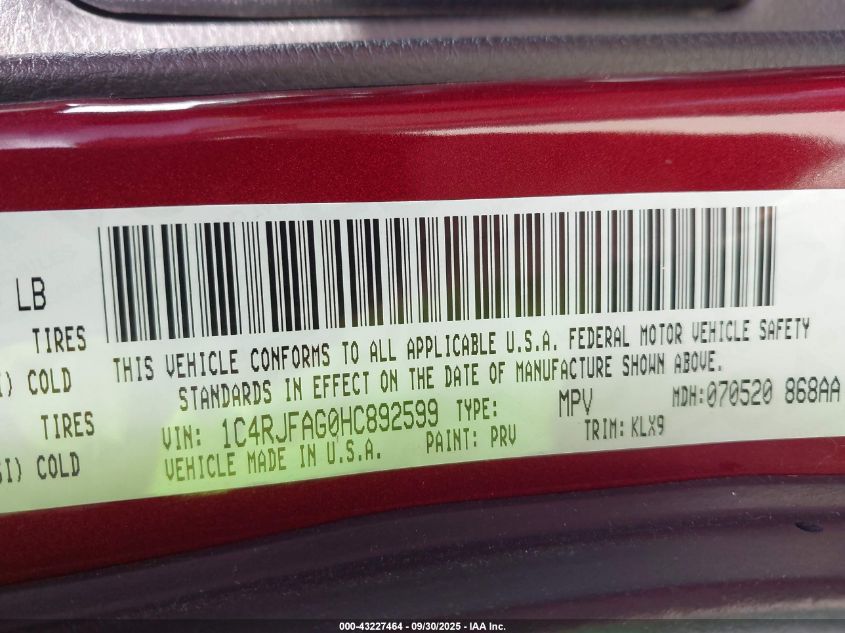 LB
TIRES
COLD
TIRES
COLD
THIS VEHICLE CONFORMS TO ALL APPLICABLE U.S.A. FEDERAL MOTOR VEHICLE SAFETY
STANDARDS IN EFFECT ON THE DATE OF MANUFACTURE SHOWN ABOVE.
VIN: 1C4RJFAG0HC892599 TYPE: MPV MDH:070520 868AA
VEHICLE MADE IN U.S.A. PAINT: PRV TRIM: KLX9
000-43227464 - 09/30/2025 - IAA Inc.